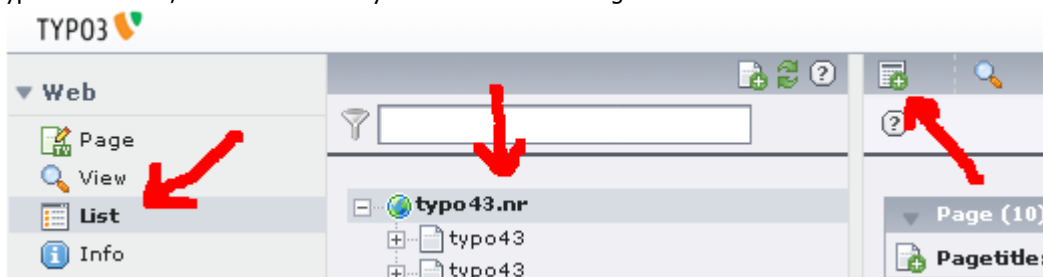 TYPO3
Web
Page
View
List
Info
typo43.nr
typo43
typo43
Page (10)
Pagetitle: